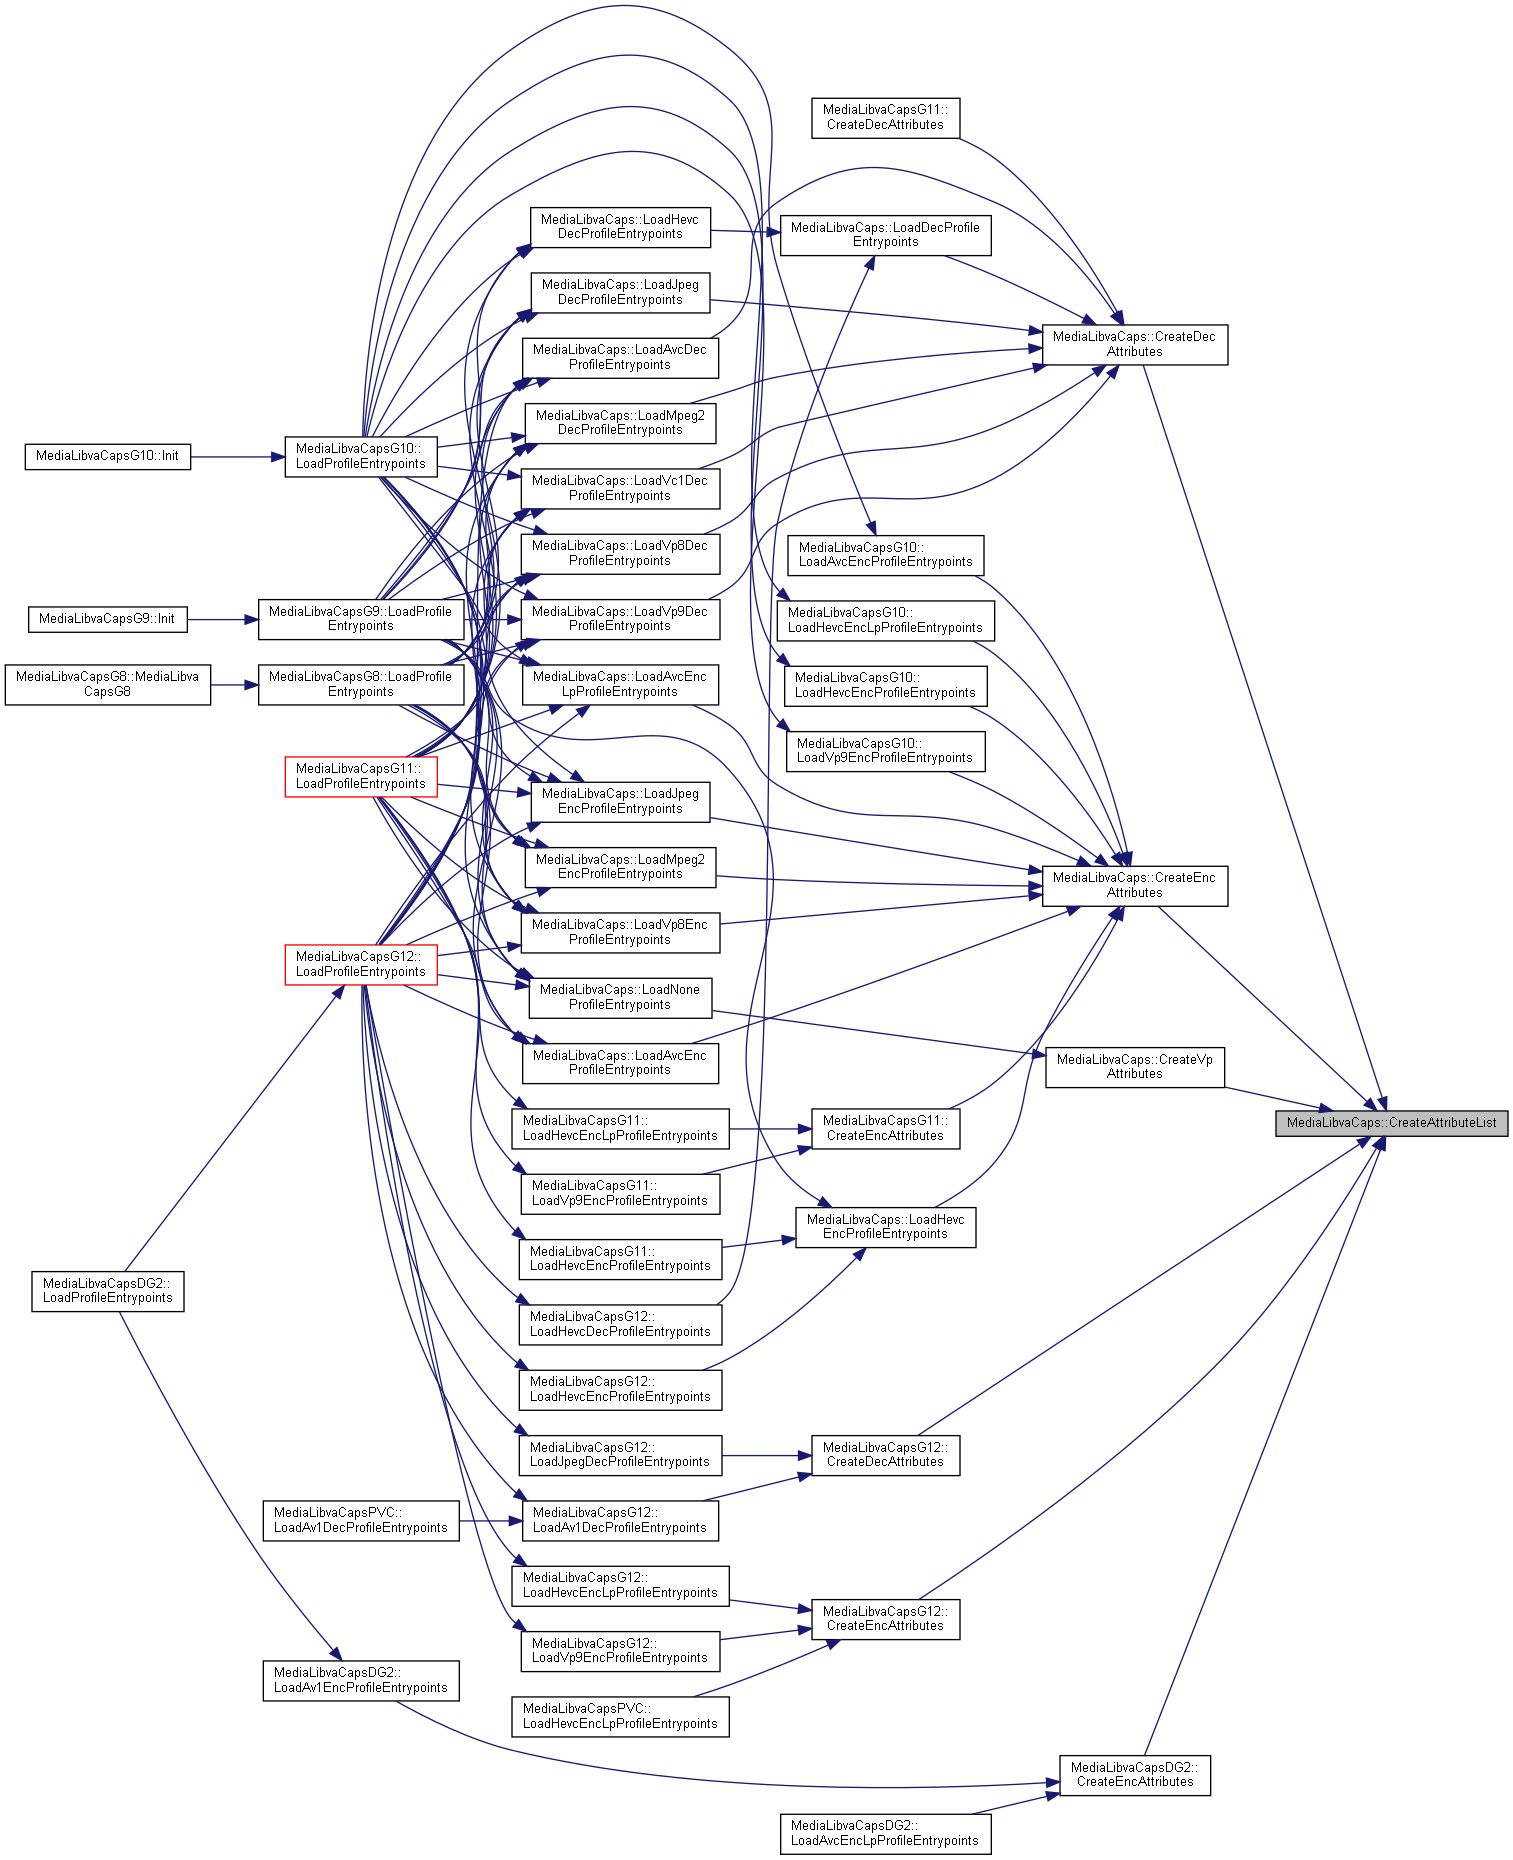 MediaLibvaCapsG11::
CreateDecAttributes
MediaLibvaCaps::LoadHevc
DecProfileEntrypoints
MediaLibvaCaps::LoadDecProfile
Entrypoints
MediaLibvaCaps::LoadJpeg
DecProfileEntrypoints
MediaLibvaCaps::CreateDec
Attributes
MediaLibvaCaps::LoadAvcDec
ProfileEntrypoints
MediaLibvaCaps::LoadMpeg2
DecProfileEntrypoints
MediaLibvaCapsG10::Init
MediaLibvaCapsG10::
LoadProfileEntrypoints
MediaLibvaCaps::LoadVc1Dec
ProfileEntrypoints
MediaLibvaCaps::LoadVp8Dec
ProfileEntrypoints
MediaLibvaCapsG10::
LoadAvcEncProfileEntrypoints
MediaLibvaCapsG9::Init
MediaLibvaCapsG9::LoadProfile
Entrypoints
MediaLibvaCaps::LoadVp9Dec
ProfileEntrypoints
MediaLibvaCapsG10::
LoadHevcEncLpProfileEntrypoints
MediaLibvaCapsG8::MediaLibva
CapsG8
MediaLibvaCapsG8::LoadProfile
Entrypoints
MediaLibvaCaps::LoadAvcEnc
LpProfileEntrypoints
MediaLibvaCapsG10::
LoadHevcEncProfileEntrypoints
MediaLibvaCapsG10::
LoadVp9EncProfileEntrypoints
MediaLibvaCapsG11::
LoadProfileEntrypoints
MediaLibvaCaps::LoadJpeg
EncProfileEntrypoints
MediaLibvaCaps::LoadMpeg2
EncProfileEntrypoints
MediaLibvaCaps::CreateEnc
Attributes
MediaLibvaCaps::LoadVp8Enc
ProfileEntrypoints
MediaLibvaCapsG12::
LoadProfileEntrypoints
MediaLibvaCaps::LoadNone
ProfileEntrypoints
MediaLibvaCaps::LoadAvcEnc
ProfileEntrypoints
MediaLibvaCaps::CreateVp
Attributes
MediaLibvaCaps::CreateAttributeList
MediaLibvaCapsG11::
LoadHevcEncLpProfileEntrypoints
MediaLibvaCapsG11::
CreateEncAttributes
MediaLibvaCapsG11::
LoadVp9EncProfileEntrypoints
MediaLibvaCaps::LoadHevc
EncProfileEntrypoints
MediaLibvaCapsG11::
LoadHevcEncProfileEntrypoints
MediaLibvaCapsDG2::
LoadProfileEntrypoints
MediaLibvaCapsG12::
LoadHevcDecProfileEntrypoints
MediaLibvaCapsG12::
LoadHevcEncProfileEntrypoints
MediaLibvaCapsG12::
LoadJpegDecProfileEntrypoints
MediaLibvaCapsG12::
CreateDecAttributes
MediaLibvaCapsPVC::
LoadAv1DecProfileEntrypoints
MediaLibvaCapsG12::
LoadAv1DecProfileEntrypoints
MediaLibvaCapsG12::
LoadHevcEncLpProfileEntrypoints
MediaLibvaCapsG12::
CreateEncAttributes
MediaLibvaCapsG12::
LoadVp9EncProfileEntrypoints
MediaLibvaCapsDG2::
LoadAv1EncProfileEntrypoints
MediaLibvaCapsPVC::
LoadHevcEncLpProfileEntrypoints
MediaLibvaCapsDG2::
CreateEncAttributes
MediaLibvaCapsDG2::
LoadAvcEncLpProfileEntrypoints